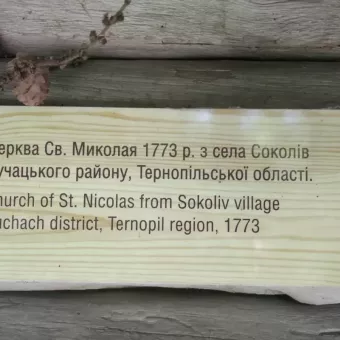 ерква Св. Миколая 1773 р. з села Соколів
учацького району, Тернопільської області.
hurch of St. Nicolas from Sokoliv village
uchach district, Ternopil region, 1773